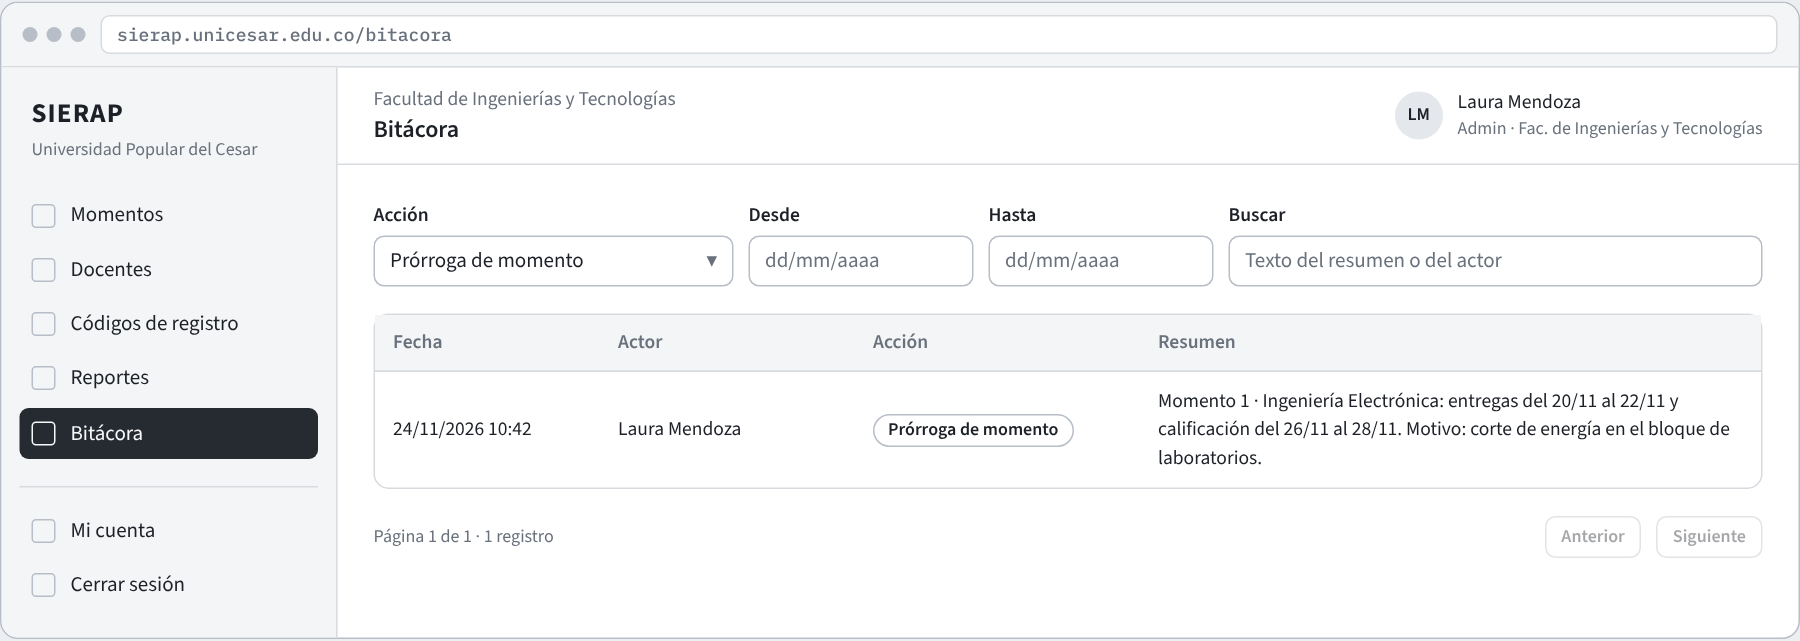 sierap.unicesar.edu.co/bitacora
SIERAP
Universidad Popular del Cesar
Momentos
Docentes
Códigos de registro
Reportes
Bitácora
Mi cuenta
Cerrar sesión
Facultad de Ingenierías y Tecnologías
Bitácora
LM
Laura Mendoza
Admin · Fac. de Ingenierías y Tecnologías
Acción
Desde
Hasta
Buscar
Prórroga de momento
dd/mm/aaaa
dd/mm/aaaa
Texto del resumen o del actor
Fecha
Actor
Acción
Resumen
24/11/2026 10:42
Laura Mendoza
Prórroga de momento
Momento 1 · Ingeniería Electrónica: entregas del 20/11 al 22/11 y
calificación del 26/11 al 28/11. Motivo: corte de energía en el bloque de
laboratorios.
Página 1 de 1 · 1 registro
Anterior
Siguiente